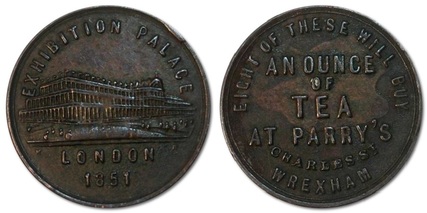 EXHIBITION PALACE
LONDON
1851
EIGHT OF THESE WILL BUY
AN OUNCE
OF
TEA
AT PARRY'S
CHARLES ST
WREXHAM